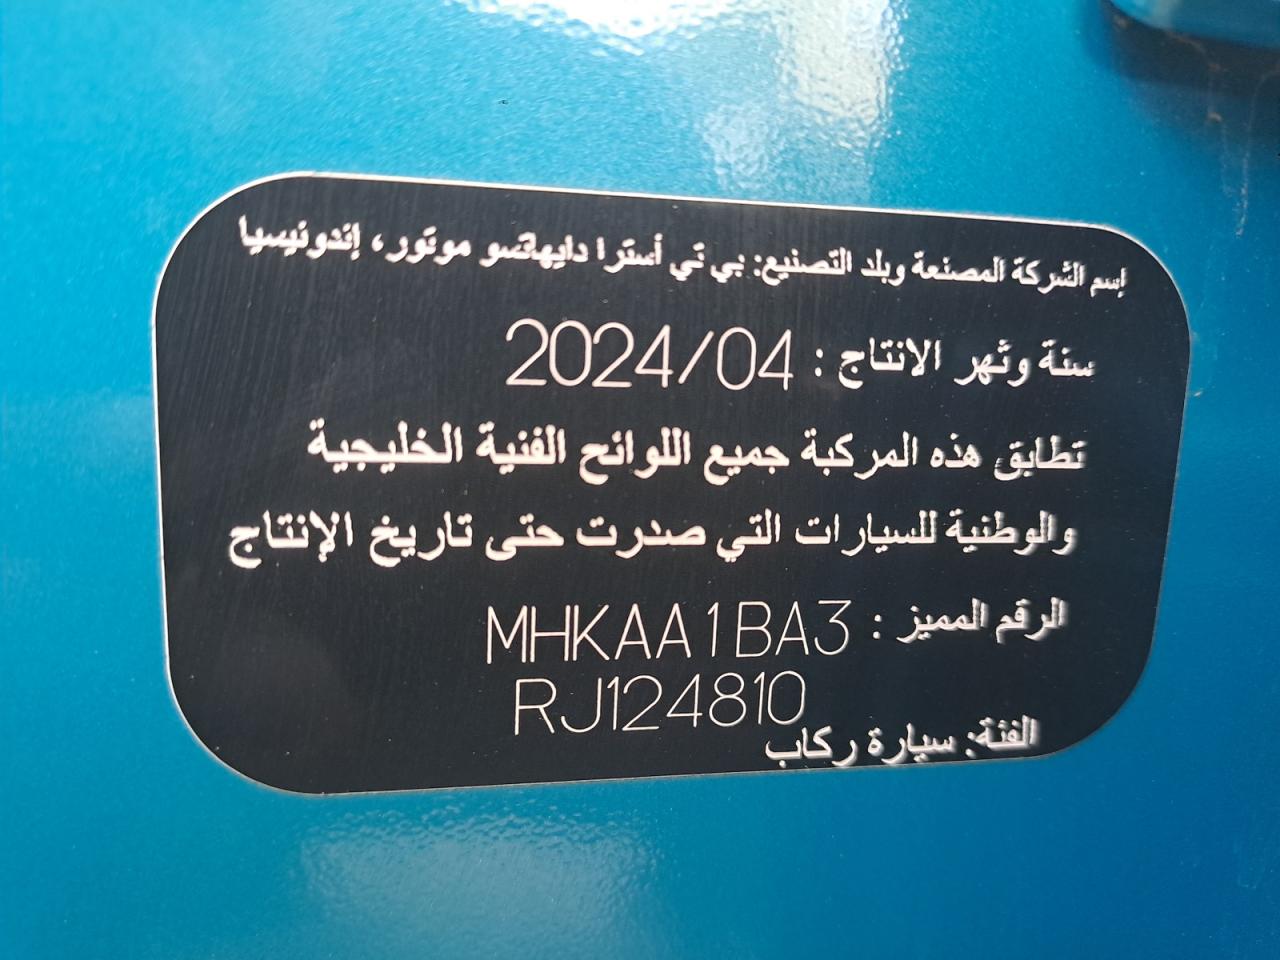 إسم الشركة المصنعة وبلد التصنيع: بي تي أسترا دايهاتسو موتور، إندونيسيا
سنة وشهر الانتاج : 2024/04
تطابق هذه المركبة جميع اللوائح الفنية الخليجية
والوطنية للسيارات التي صدرت حتى تاريخ الإنتاج
الرقم المميز : MHKAA1BA3
RJ124810
الفئة: سيارة ركاب